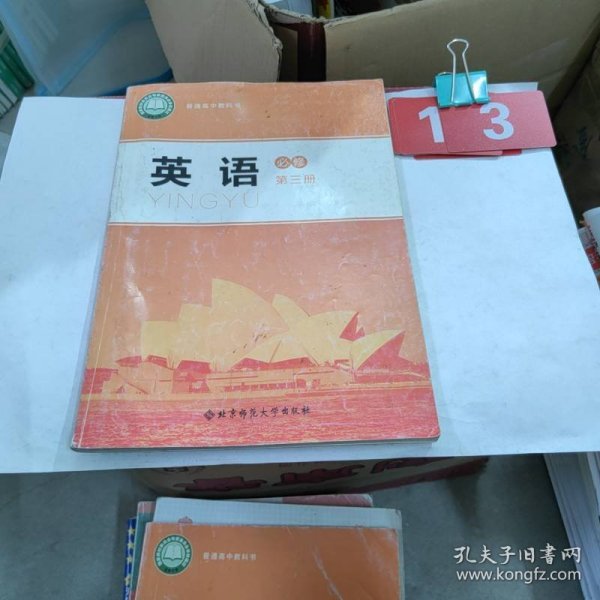 普通高中教科书
英语 必修
第三册
YINGYU
北京师范大学出版社
1 3
普通高中教科书
孔夫子旧书网
www.kongfz.com